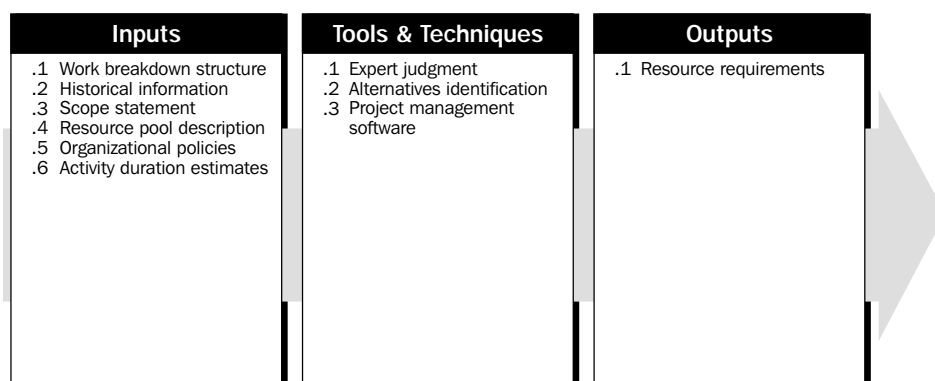 Inputs
.1 Work breakdown structure
.2 Historical information
.3 Scope statement
.4 Resource pool description
.5 Organizational policies
.6 Activity duration estimates
Tools & Techniques
.1 Expert judgment
.2 Alternatives identification
.3 Project management
software
Outputs
.1 Resource requirements